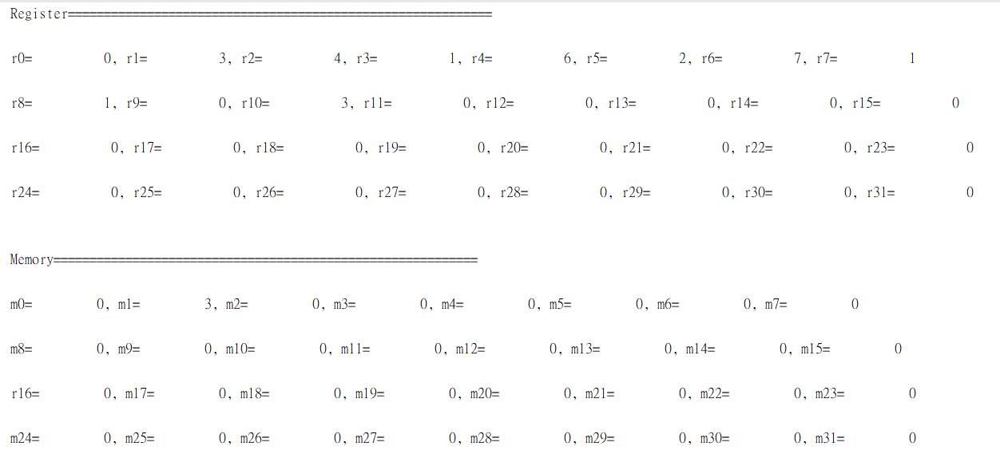 Register===========================================================
r0=          0, r1=          3, r2=          4, r3=          1, r4=          6, r5=          2, r6=          7, r7=          1
r8=          1, r9=          0, r10=          3, r11=          0, r12=          0, r13=          0, r14=          0, r15=          0
r16=          0, r17=          0, r18=          0, r19=          0, r20=          0, r21=          0, r22=          0, r23=          0
r24=          0, r25=          0, r26=          0, r27=          0, r28=          0, r29=          0, r30=          0, r31=          0
Memory===========================================================
m0=         0, m1=         3, m2=         0, m3=         0, m4=         0, m5=         0, m6=         0, m7=         0
m8=         0, m9=         0, m10=         0, m11=         0, m12=         0, m13=         0, m14=         0, m15=         0
r16=         0, m17=         0, m18=         0, m19=         0, m20=         0, m21=         0, m22=         0, m23=         0
m24=         0, m25=         0, m26=         0, m27=         0, m28=         0, m29=         0, m30=         0, m31=         0